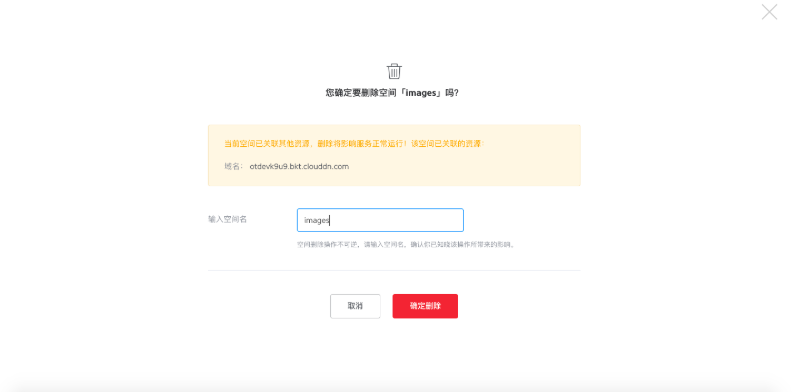 您确定要删除空间「images」吗?
当前空间已关联其他资源，删除将影响服务正常运行！该空间已关联的资源
域名： otdevk9u9.bkt.clouddn.com
输入空间名 images
空间删除操作不可逆，请输入空间名，确认你已知晓该操作所带来的影响。
取消 确定删除